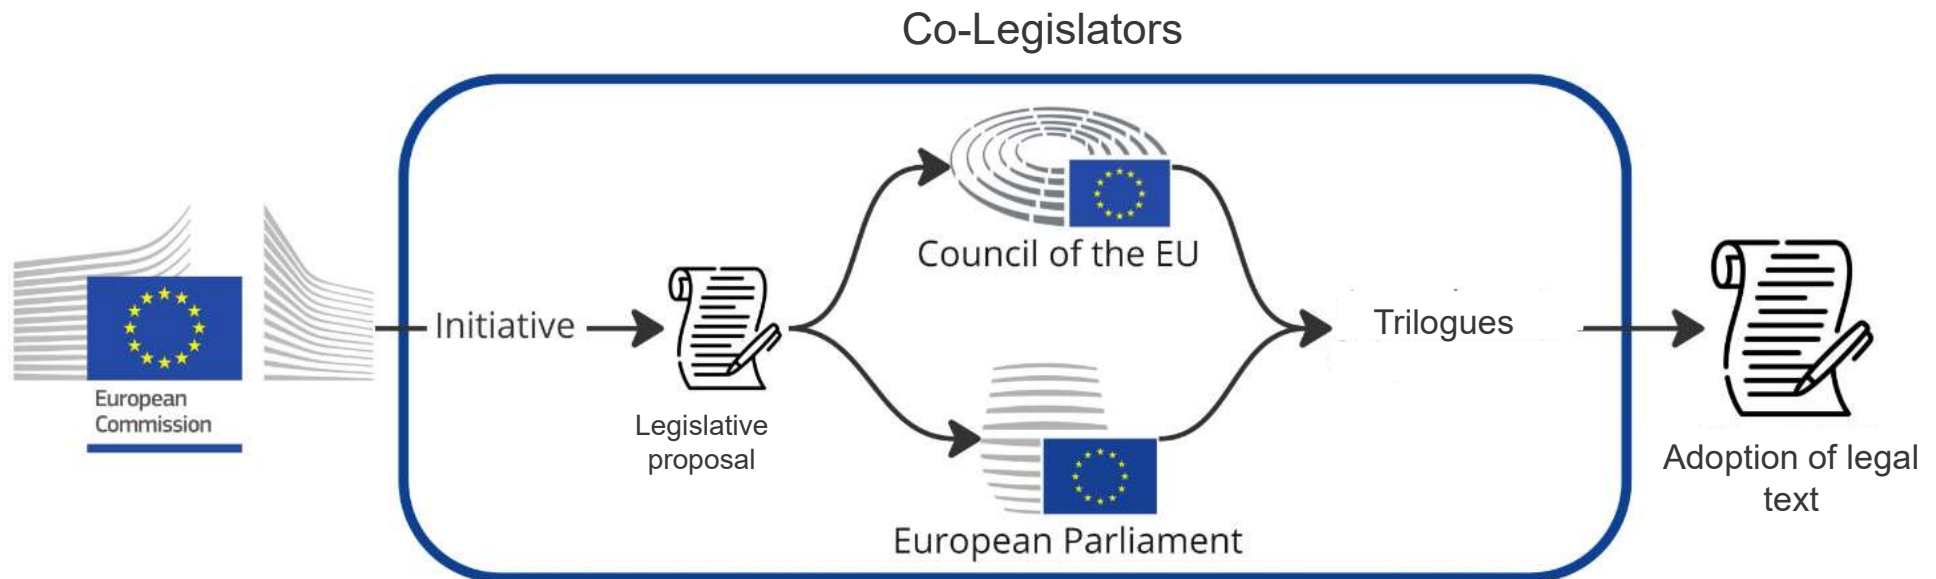 Co-Legislators
European
Commission
Initiative
Legislative
proposal
Council of the EU
European Parliament
Trilogues
Adoption of legal
text